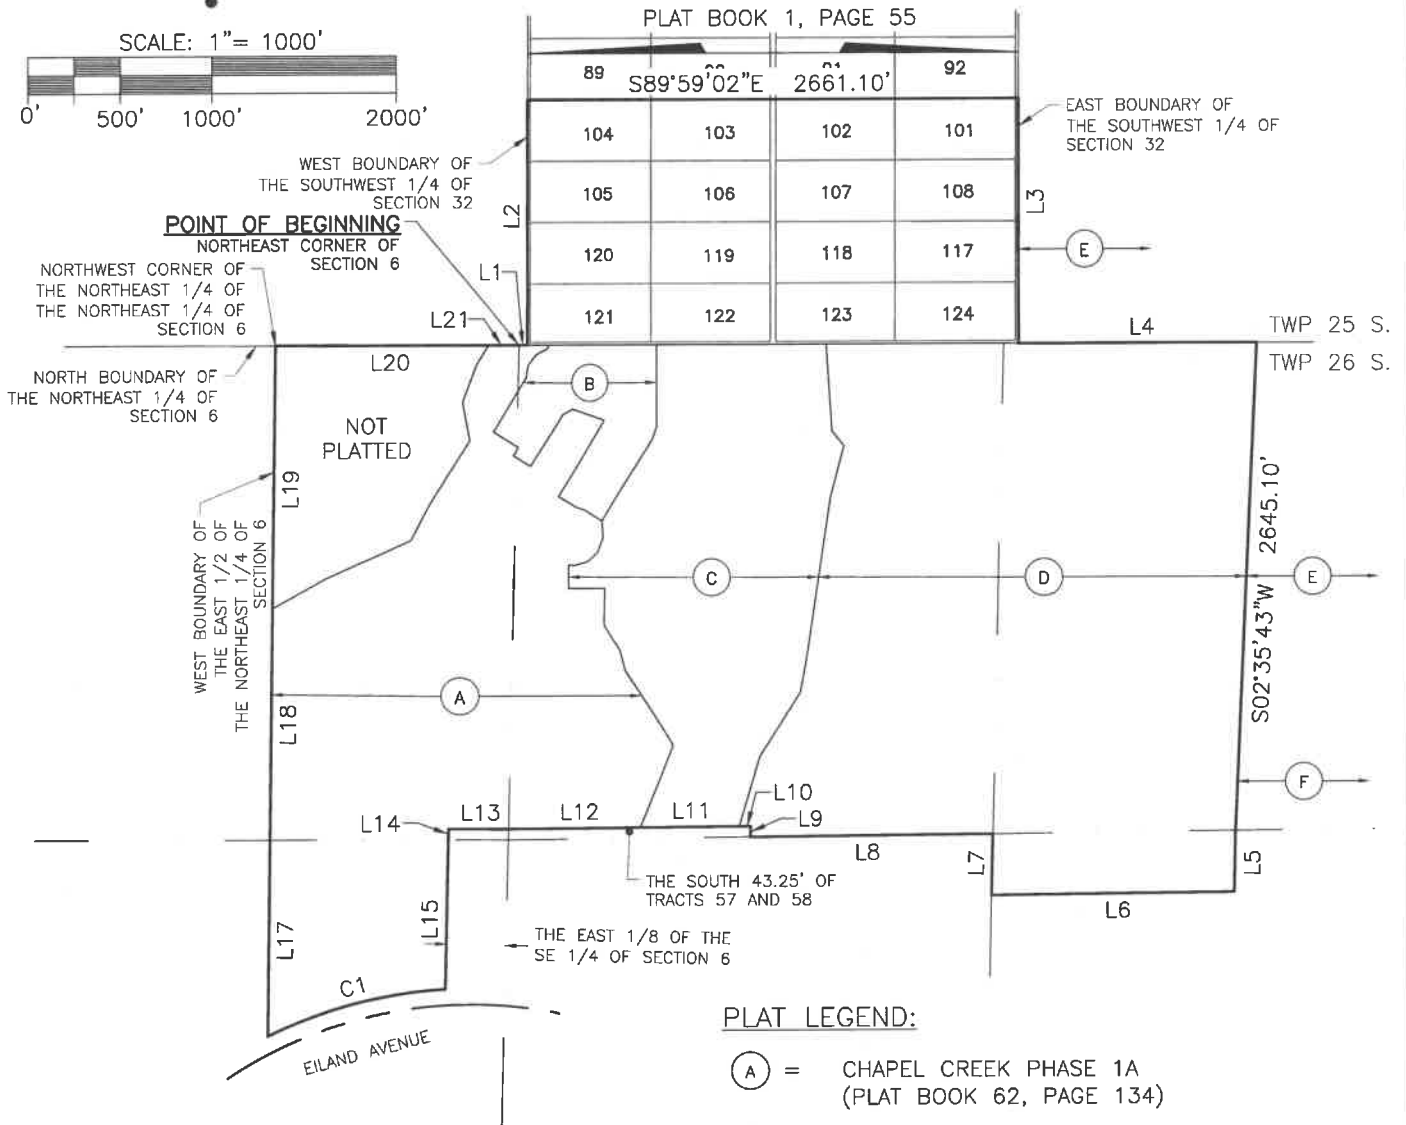 PLAT BOOK 1, PAGE 55
SCALE: 1"= 1000'
0'
500'
1000'
2000'
89
92
S89°59'02"E 2661.10'
104
103
102
101
105
106
107
108
120
119
118
117
121
122
123
124
EAST BOUNDARY OF
THE SOUTHWEST 1/4 OF
SECTION 32
WEST BOUNDARY OF
THE SOUTHWEST 1/4 OF
SECTION 32
L2
L3
POINT OF BEGINNING
NORTHEAST CORNER OF
SECTION 6
E
NORTHWEST CORNER OF
THE NORTHEAST 1/4 OF
THE NORTHEAST 1/4 OF
SECTION 6
L1
L21
L4
TWP 25 S.
TWP 26 S.
L20
B
NORTH BOUNDARY OF
THE NORTHEAST 1/4 OF
SECTION 6
NOT
PLATTED
L19
WEST BOUNDARY OF
THE EAST 1/2 OF
THE NORTHEAST 1/4 OF
SECTION 6
S02°35'43"W 2645.10'
C
D
E
A
L18
F
L10
L9
L11
L12
L13
L14
L8
L7
L5
L6
THE SOUTH 43.25' OF
TRACTS 57 AND 58
L15
L17
THE EAST 1/8 OF THE
SE 1/4 OF SECTION 6
C1
EILAND AVENUE
PLAT LEGEND:
A = CHAPEL CREEK PHASE 1A
(PLAT BOOK 62, PAGE 134)